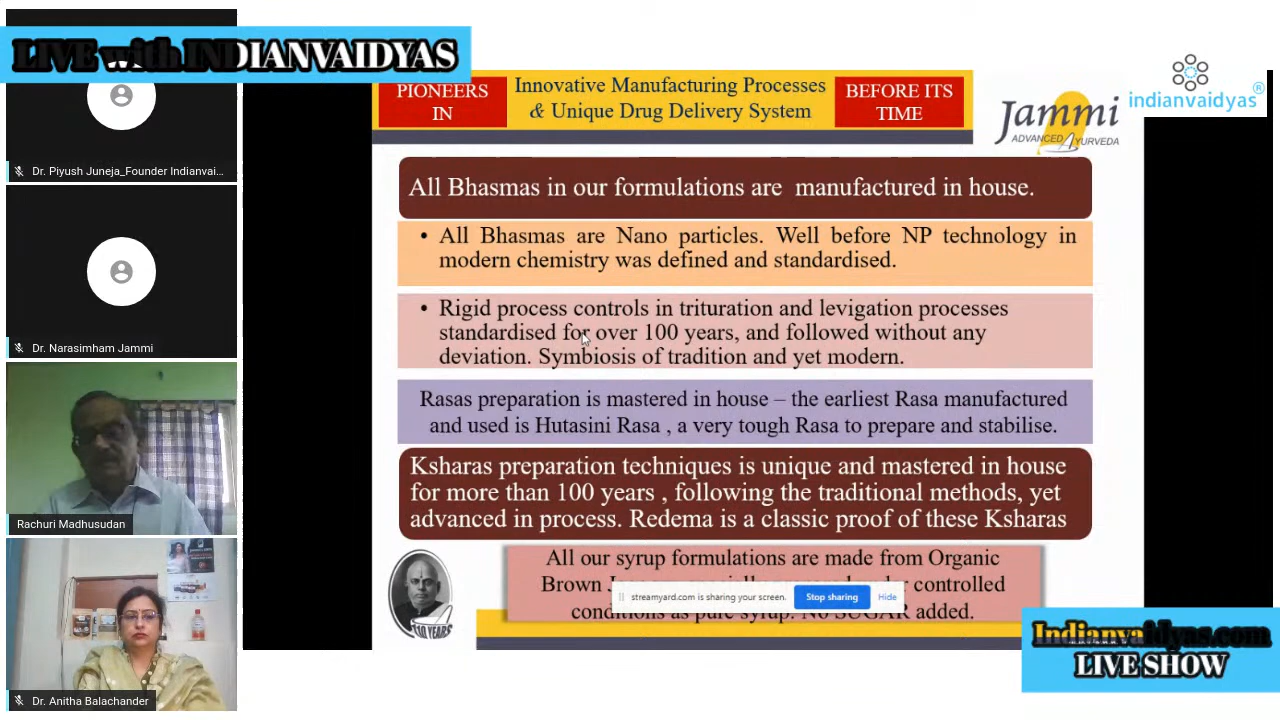 LIVE with INDIANVAIDYAS
Dr. Piyush Juneja_Founder Indianvai...
Dr. Narasimham Jammi
Rachuri Madhusudan
Dr. Anitha Balachander
PIONEERS
IN
Innovative Manufacturing Processes
& Unique Drug Delivery System
BEFORE ITS
TIME
Jammi
ADVANCED AYURVEDA
indianvaidyas®
All Bhasmas in our formulations are manufactured in house.
• All Bhasmas are Nano particles. Well before NP technology in
modern chemistry was defined and standardised.
• Rigid process controls in trituration and levigation processes
standardised for over 100 years, and followed without any
deviation. Symbiosis of tradition and yet modern.
Rasas preparation is mastered in house – the earliest Rasa manufactured
and used is Hutasini Rasa , a very tough Rasa to prepare and stabilise.
Ksharas preparation techniques is unique and mastered in house
for more than 100 years , following the traditional methods, yet
advanced in process. Redema is a classic proof of these Ksharas
All our syrup formulations are made from Organic
Brown controlled
conditions as pure syrup. No SUGAR added.
streamyard.com is sharing your screen.
Stop sharing
Hide
110 YEARS
Indianvaidyas.com
LIVE SHOW